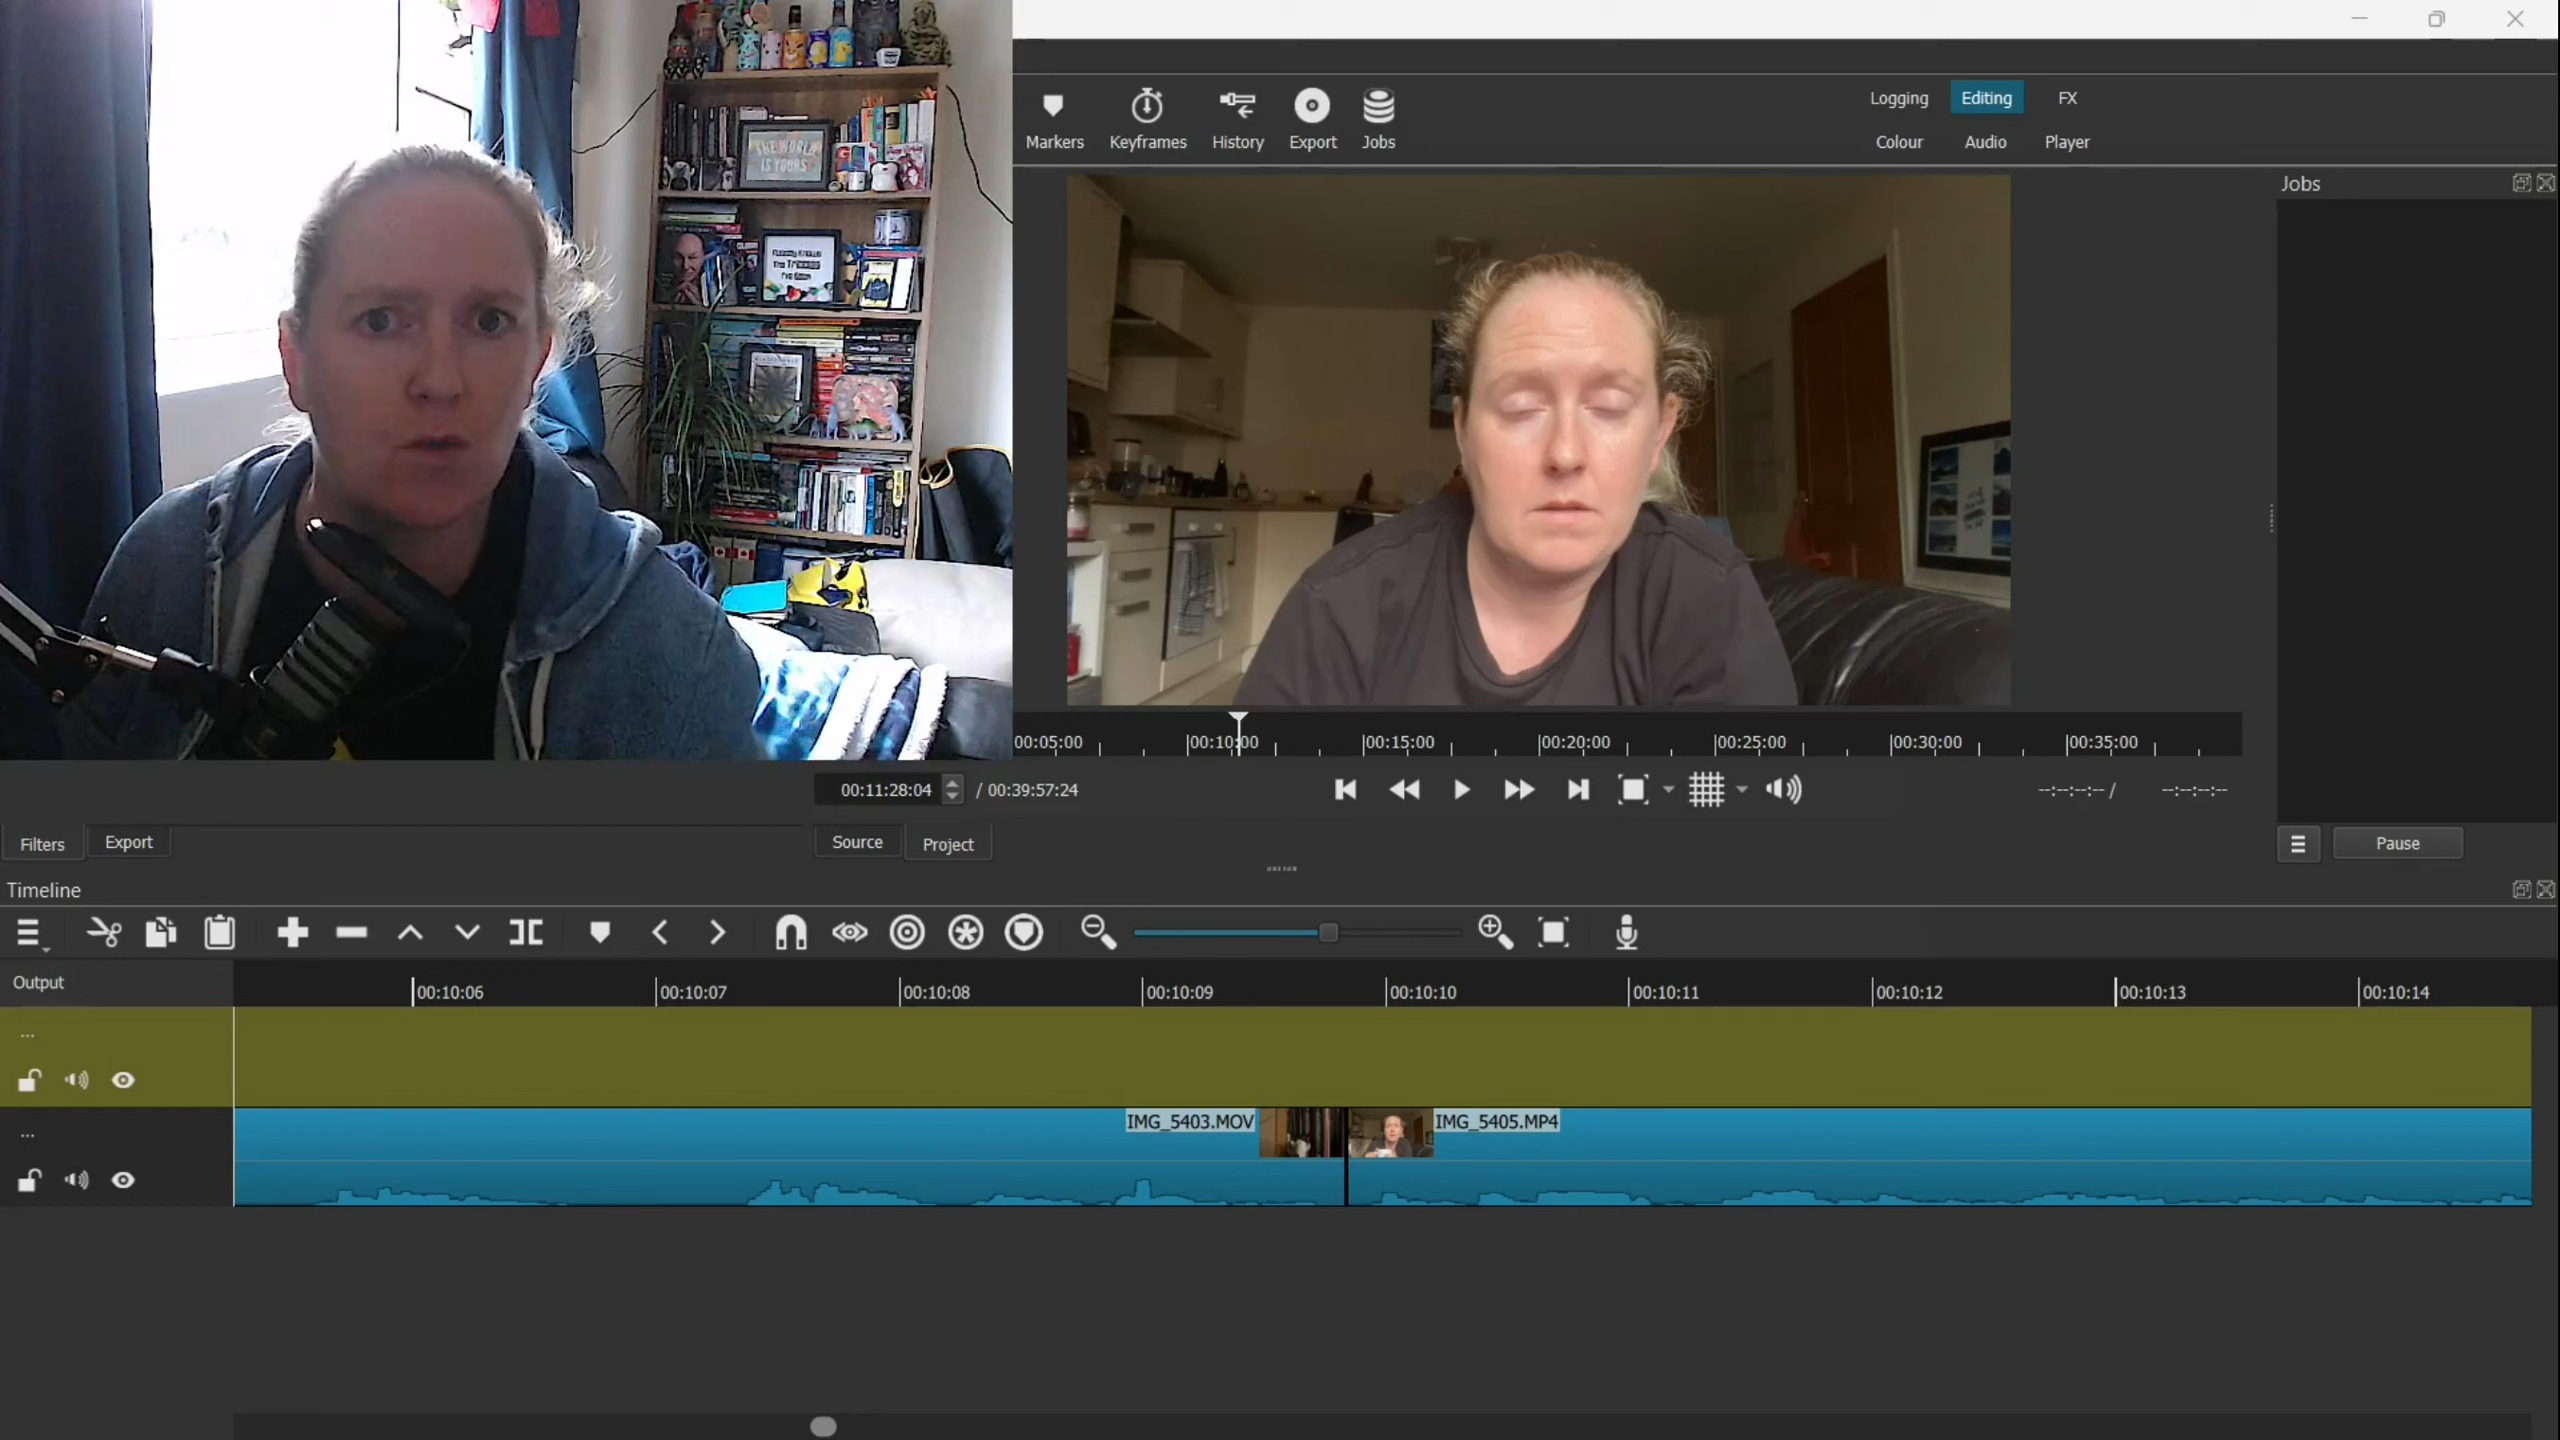 THE WORLD
IS YOURS
Markers
Keyframes
History
Export
Jobs
Logging
Editing
FX
Colour
Audio
Player
Jobs
00:05:00
00:10:00
00:15:00
00:20:00
00:25:00
00:30:00
00:35:00
00:11:28:04
/ 00:39:57:24
--:--:--:-- /
--:--:--:--
Filters
Export
Source
Project
Pause
Timeline
Output
00:10:06
00:10:07
00:10:08
00:10:09
00:10:10
00:10:11
00:10:12
00:10:13
00:10:14
...
IMG_5403.MOV
IMG_5405.MP4
...